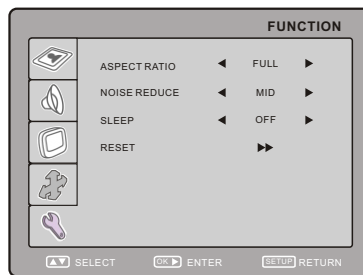 FUNCTION
ASPECT RATIO ◀ FULL ▶
NOISE REDUCE ◀ MID ▶
SLEEP ◀ OFF ▶
RESET ▶▶
▲▼ SELECT OK ▶ ENTER SETUP RETURN